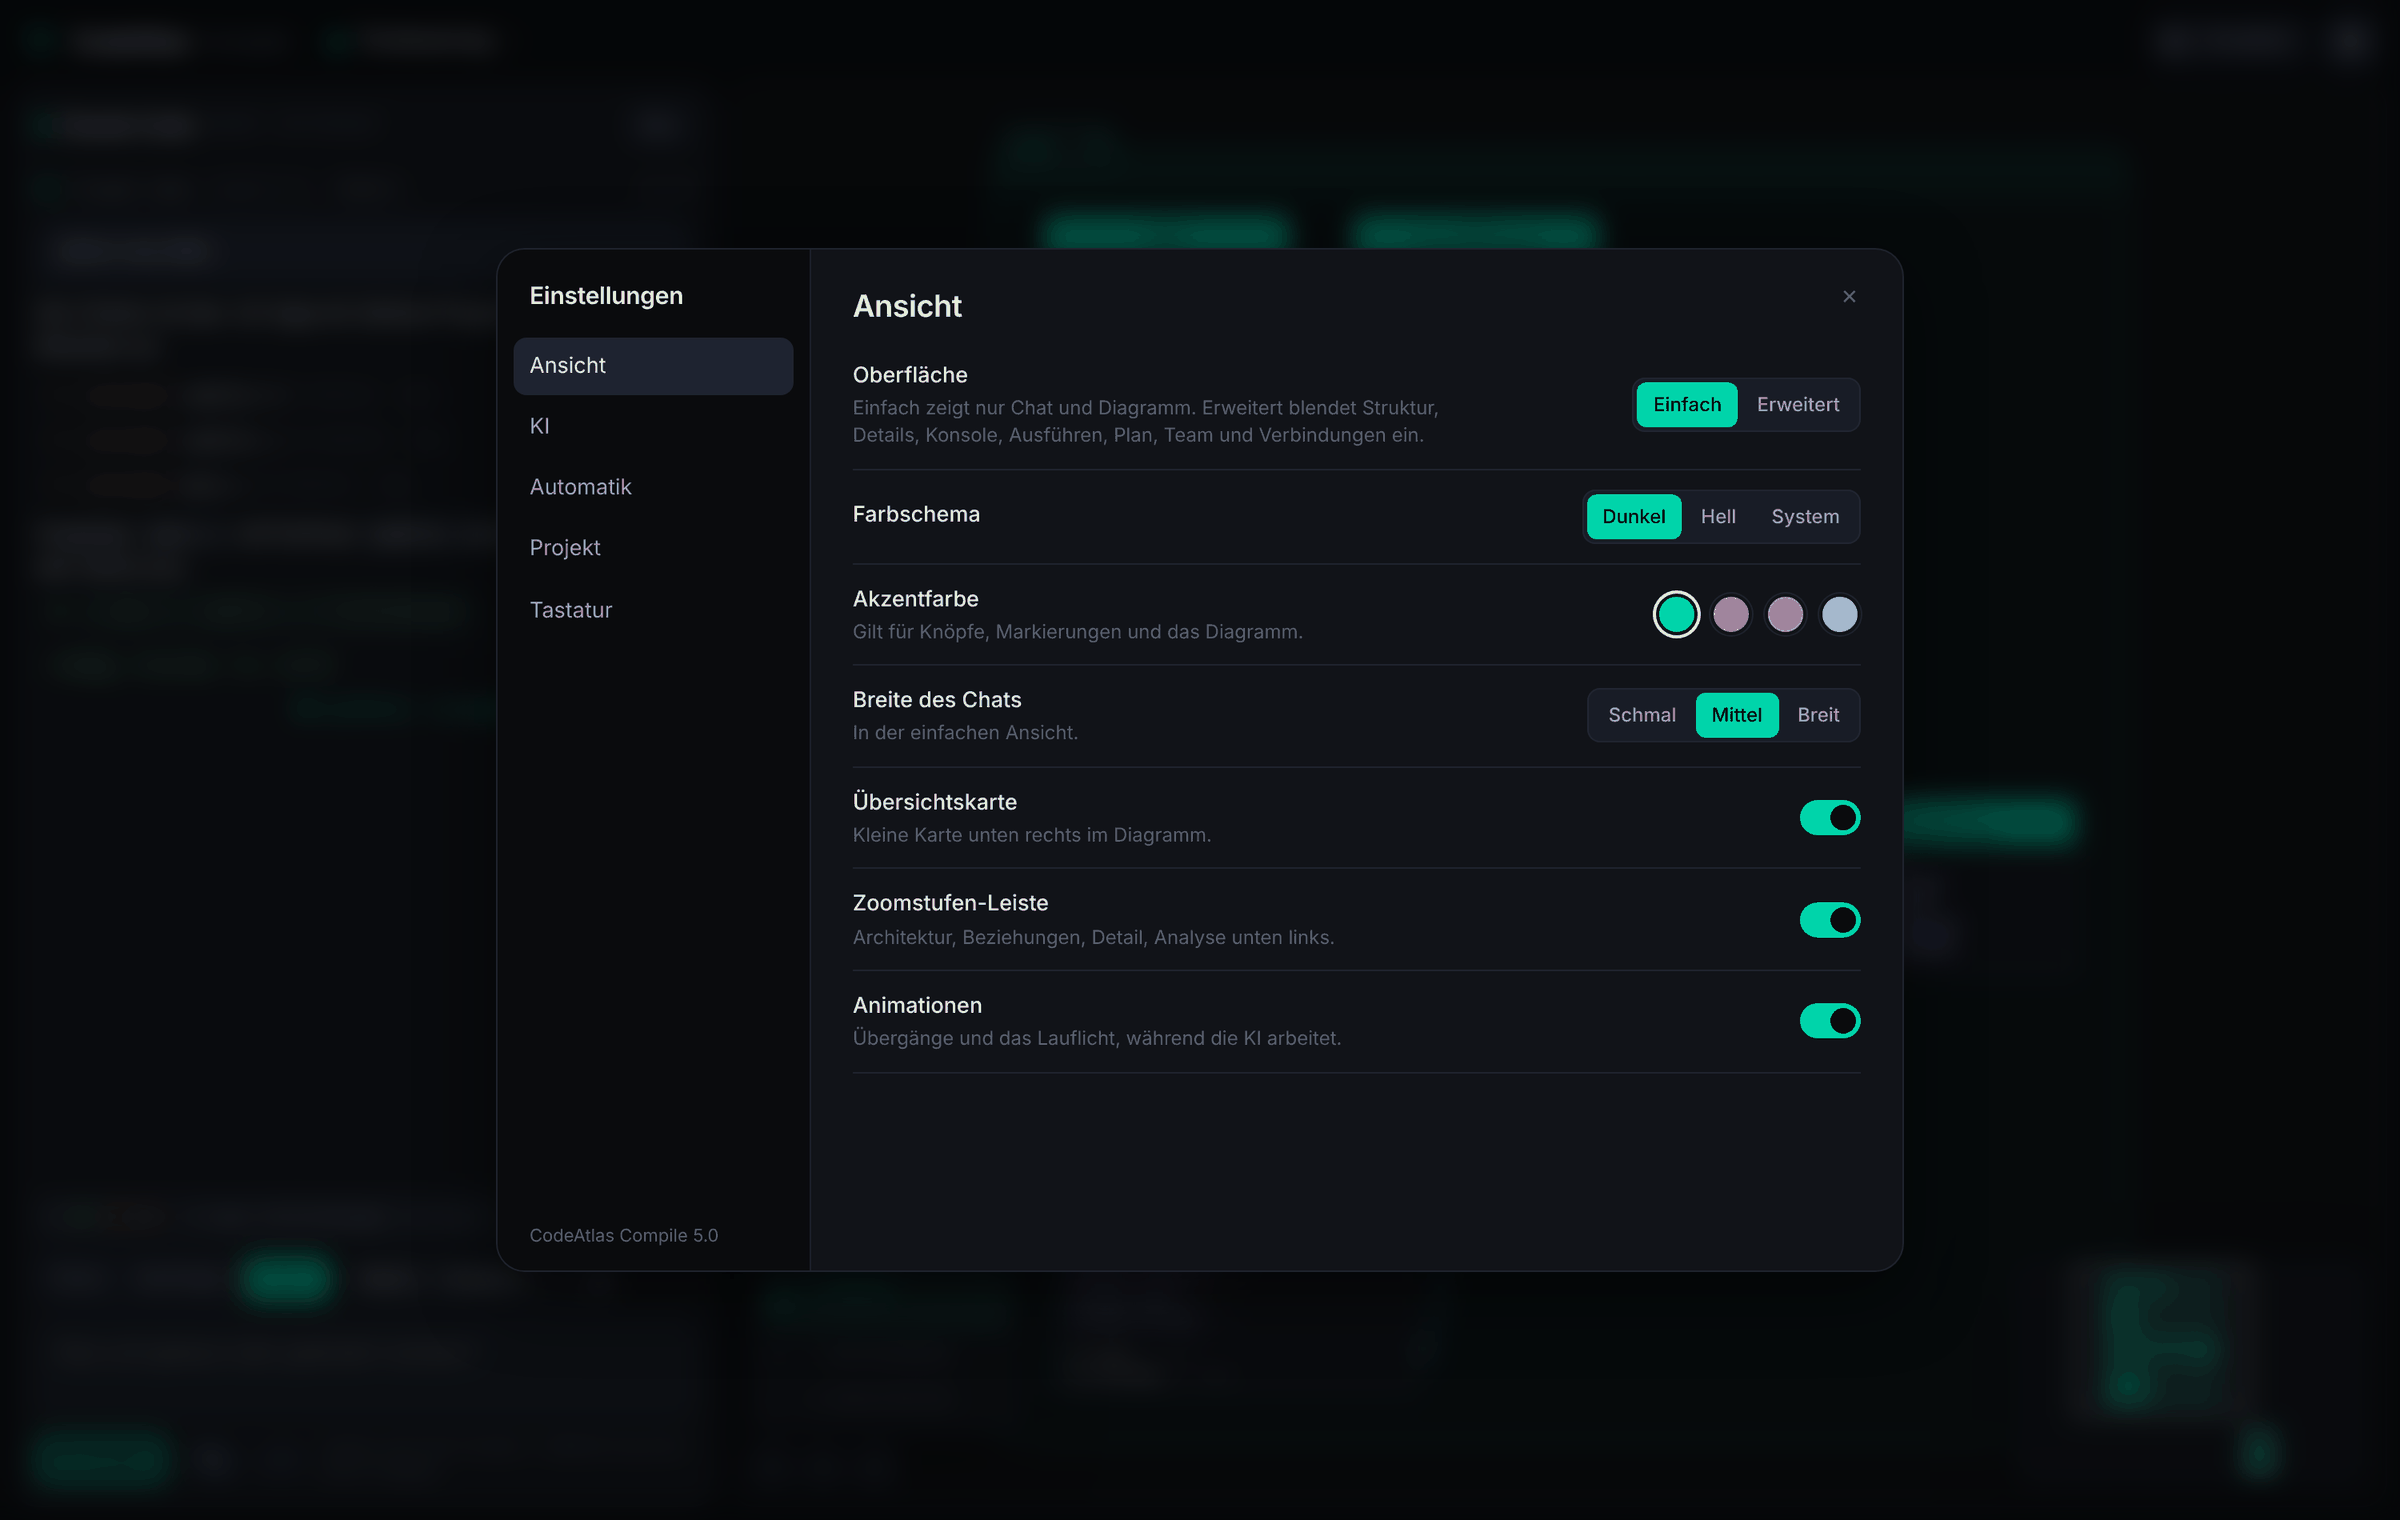 Einstellungen
Ansicht
KI
Automatik
Projekt
Tastatur
CodeAtlas Compile 5.0
Ansicht
Oberfläche
Einfach zeigt nur Chat und Diagramm. Erweitert blendet Struktur,
Details, Konsole, Ausführen, Plan, Team und Verbindungen ein.
Einfach Erweitert
Farbschema
Dunkel Hell System
Akzentfarbe
Gilt für Knöpfe, Markierungen und das Diagramm.
Breite des Chats
In der einfachen Ansicht.
Schmal Mittel Breit
Übersichtskarte
Kleine Karte unten rechts im Diagramm.
Zoomstufen-Leiste
Architektur, Beziehungen, Detail, Analyse unten links.
Animationen
Übergänge und das Lauflicht, während die KI arbeitet.